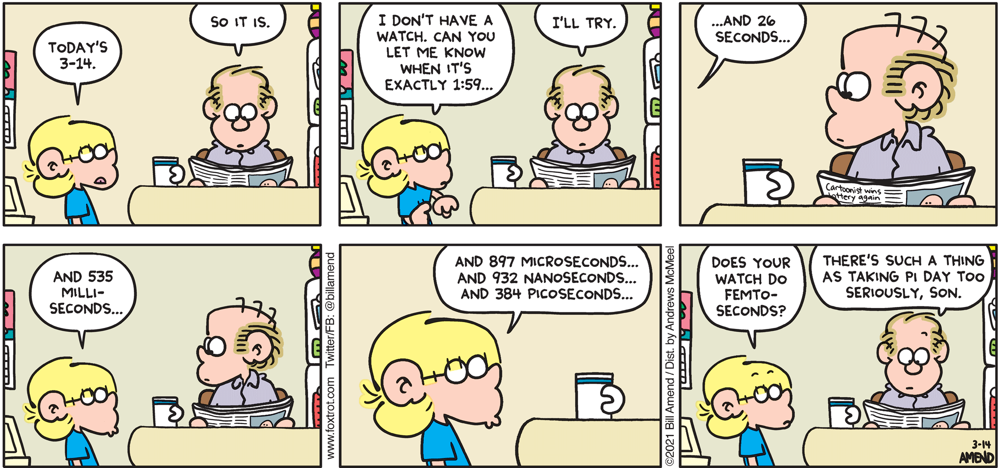 TODAY'S
3-14.
SO IT IS.
I DON'T HAVE A
WATCH. CAN YOU
LET ME KNOW
WHEN IT'S
EXACTLY 1:59...
I'LL TRY.
...AND 26
SECONDS...
Cartoonist wins
lottery again
AND 535
MILLI-
SECONDS...
www.foxtrot.com Twitter/FB: @billamend
AND 897 MICROSECONDS...
AND 932 NANOSECONDS...
AND 384 PICOSECONDS...
©2021 Bill Amend / Dist. by Andrews McMeel
DOES YOUR
WATCH DO
FEMTO-
SECONDS?
THERE'S SUCH A THING
AS TAKING PI DAY TOO
SERIOUSLY, SON.
3-14
AMEND